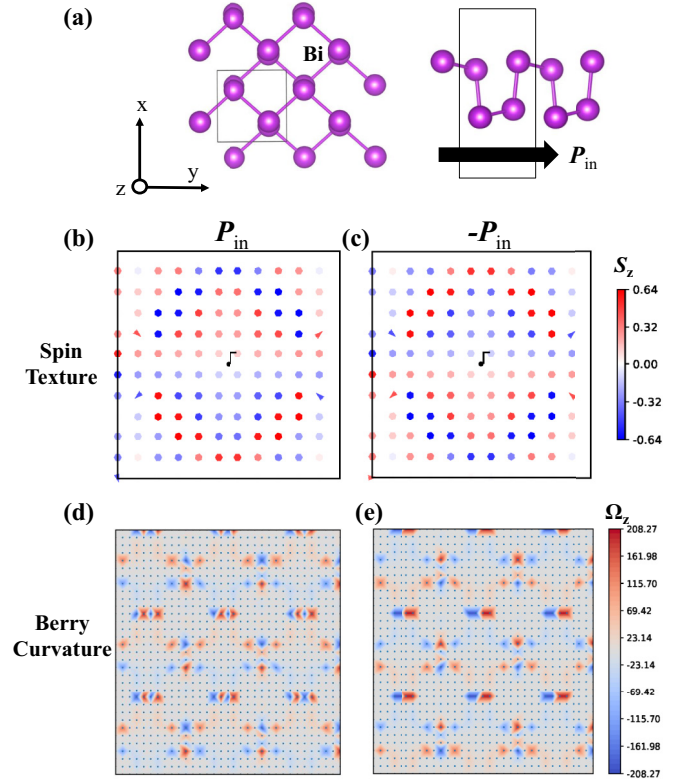 (a)
Bi
x
y
z
P_in
(b)
P_in
(c)
-P_in
S_z
0.64
0.32
0.00
-0.32
-0.64
Spin
Texture
Γ
(d)
(e)
Ω_z
208.27
161.98
115.70
69.42
23.14
-23.14
-69.42
-115.70
-161.98
-208.27
Berry
Curvature